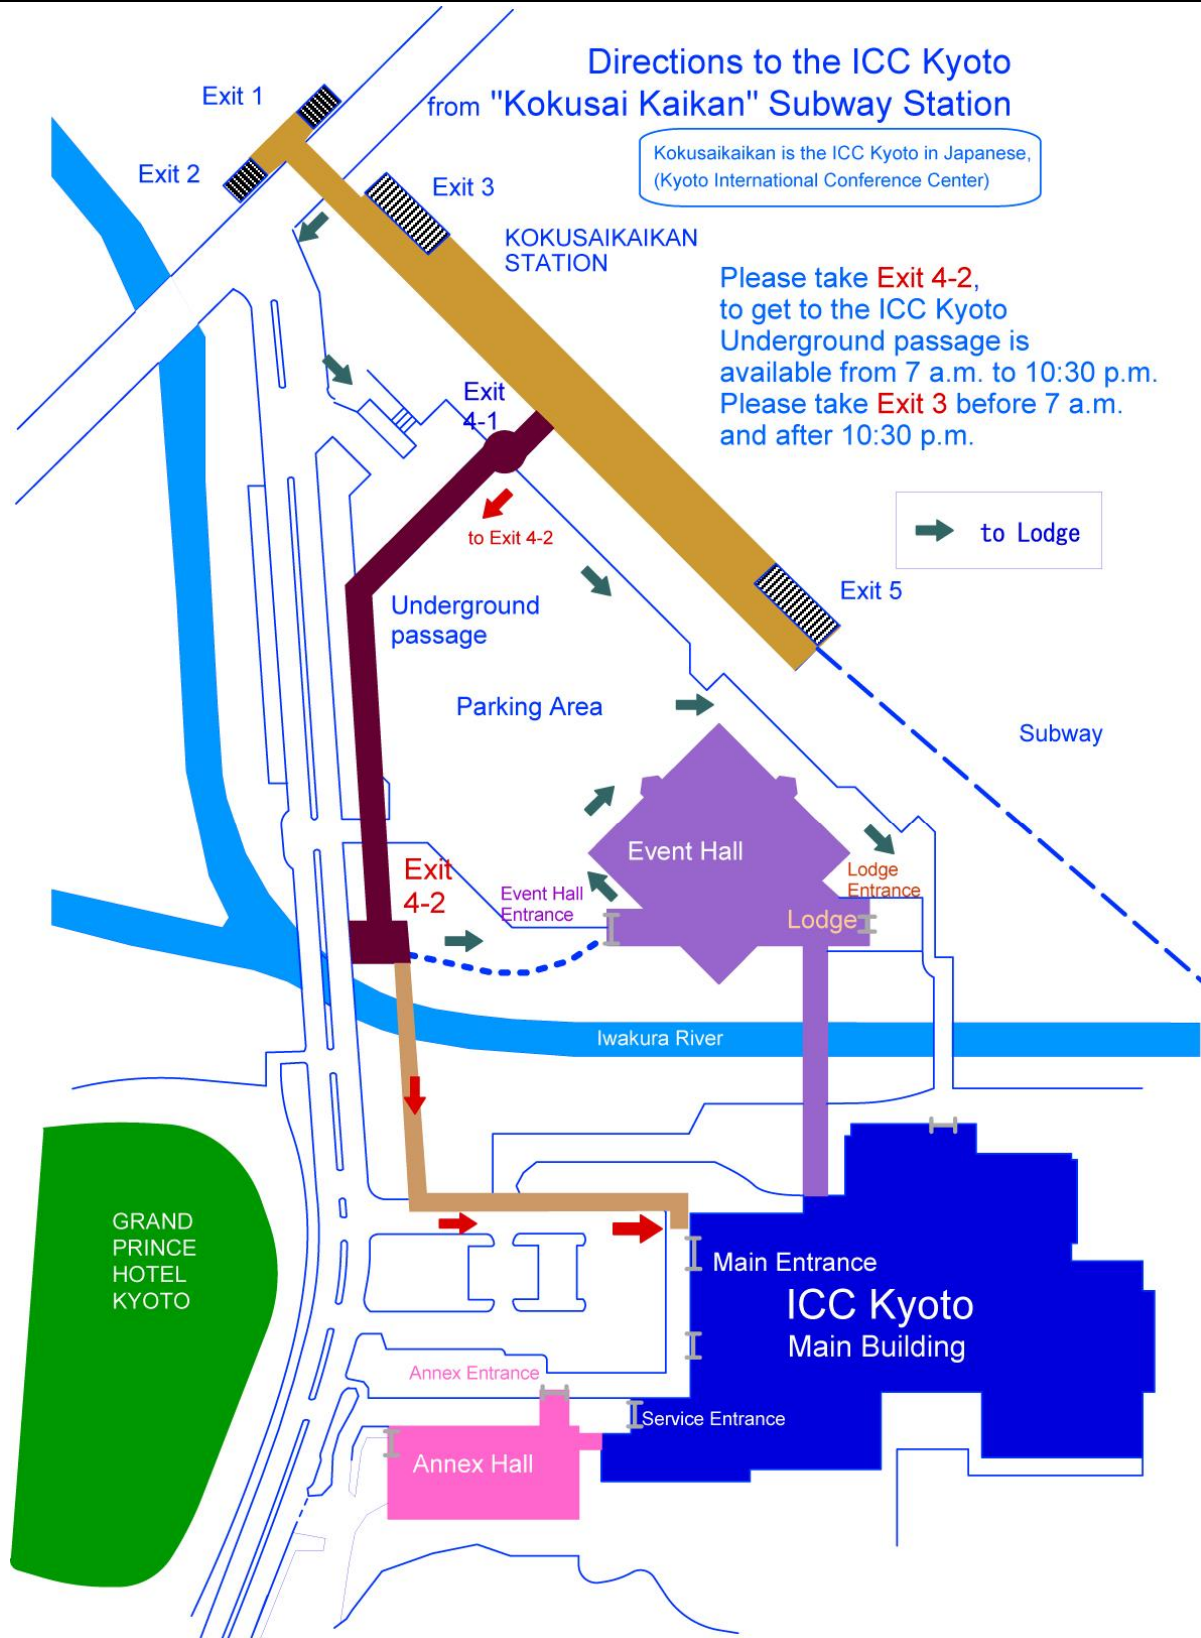 Directions to the ICC Kyoto
from "Kokusai Kaikan" Subway Station
Kokusaikaikan is the ICC Kyoto in Japanese,
(Kyoto International Conference Center)
Exit 1
Exit 2
Exit 3
KOKUSAIKAIKAN
STATION
Please take Exit 4-2,
to get to the ICC Kyoto
Underground passage is
available from 7 a.m. to 10:30 p.m.
Please take Exit 3 before 7 a.m.
and after 10:30 p.m.
Exit
4-1
to Exit 4-2
to Lodge
Exit 5
Underground
passage
Parking Area
Subway
Event Hall
Exit
4-2
Event Hall
Entrance
Lodge
Entrance
Lodge
Iwakura River
GRAND
PRINCE
HOTEL
KYOTO
Main Entrance
ICC Kyoto
Main Building
Annex Entrance
Service Entrance
Annex Hall